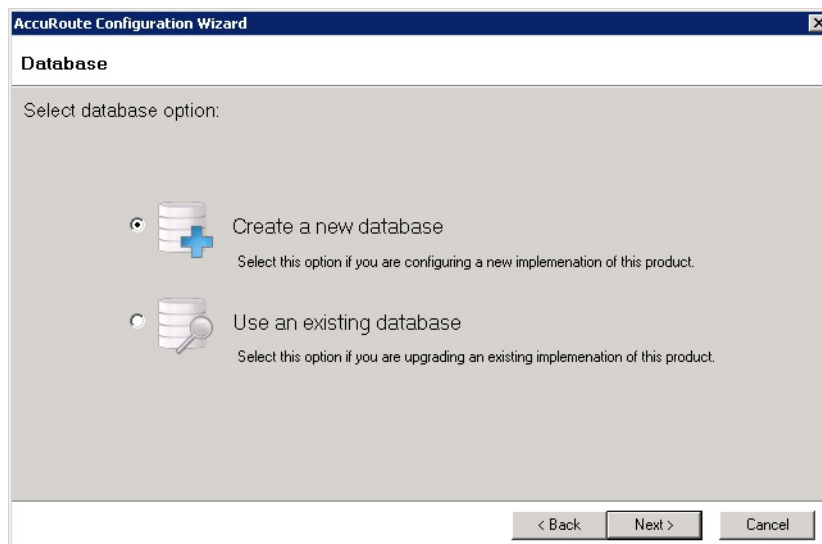 AccuRoute Configuration Wizard
Database
Select database option:
Create a new database
Select this option if you are configuring a new implemenation of this product.
Use an existing database
Select this option if you are upgrading an existing implemenation of this product.
< Back
Next >
Cancel